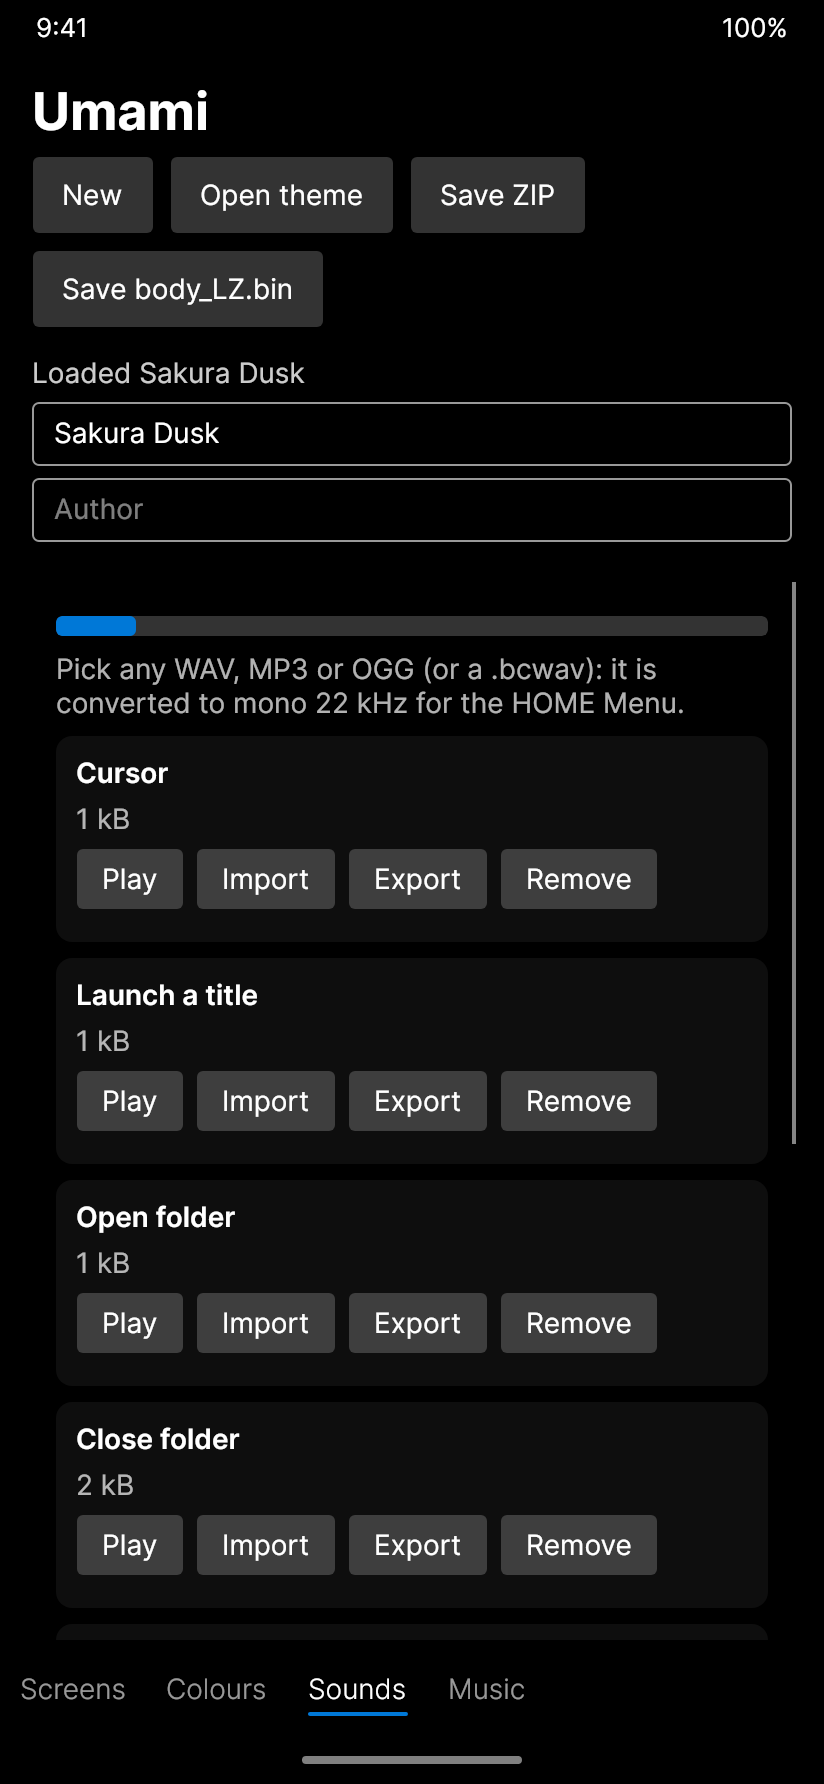 9:41 100%
Umami
New Open theme Save ZIP
Save body_LZ.bin
Loaded Sakura Dusk
Sakura Dusk
Author
Pick any WAV, MP3 or OGG (or a .bcwav): it is
converted to mono 22 kHz for the HOME Menu.
Cursor
1 kB
Play Import Export Remove
Launch a title
1 kB
Play Import Export Remove
Open folder
1 kB
Play Import Export Remove
Close folder
2 kB
Play Import Export Remove
Screens Colours Sounds Music